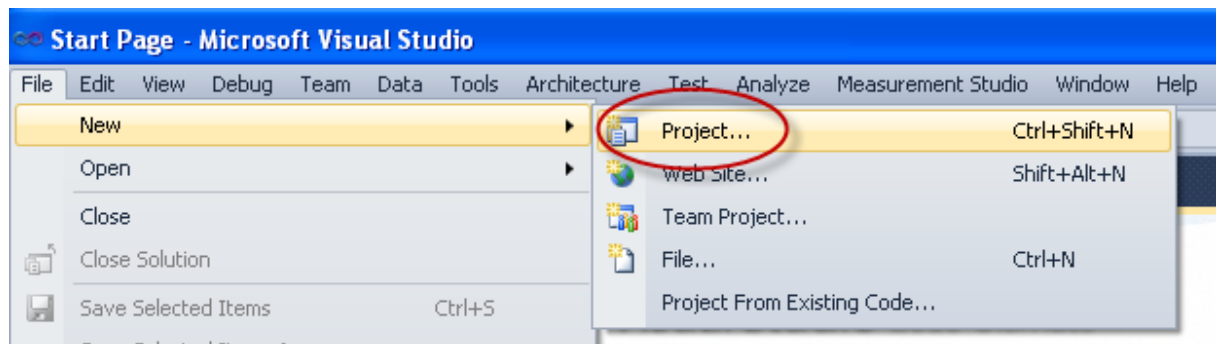 Start Page - Microsoft Visual Studio
File Edit View Debug Team Data Tools Architecture Test Analyze Measurement Studio Window Help
New
Project... Ctrl+Shift+N
Open
Web Site... Shift+Alt+N
Close
Team Project...
Close Solution
File... Ctrl+N
Save Selected Items Ctrl+S
Project From Existing Code...